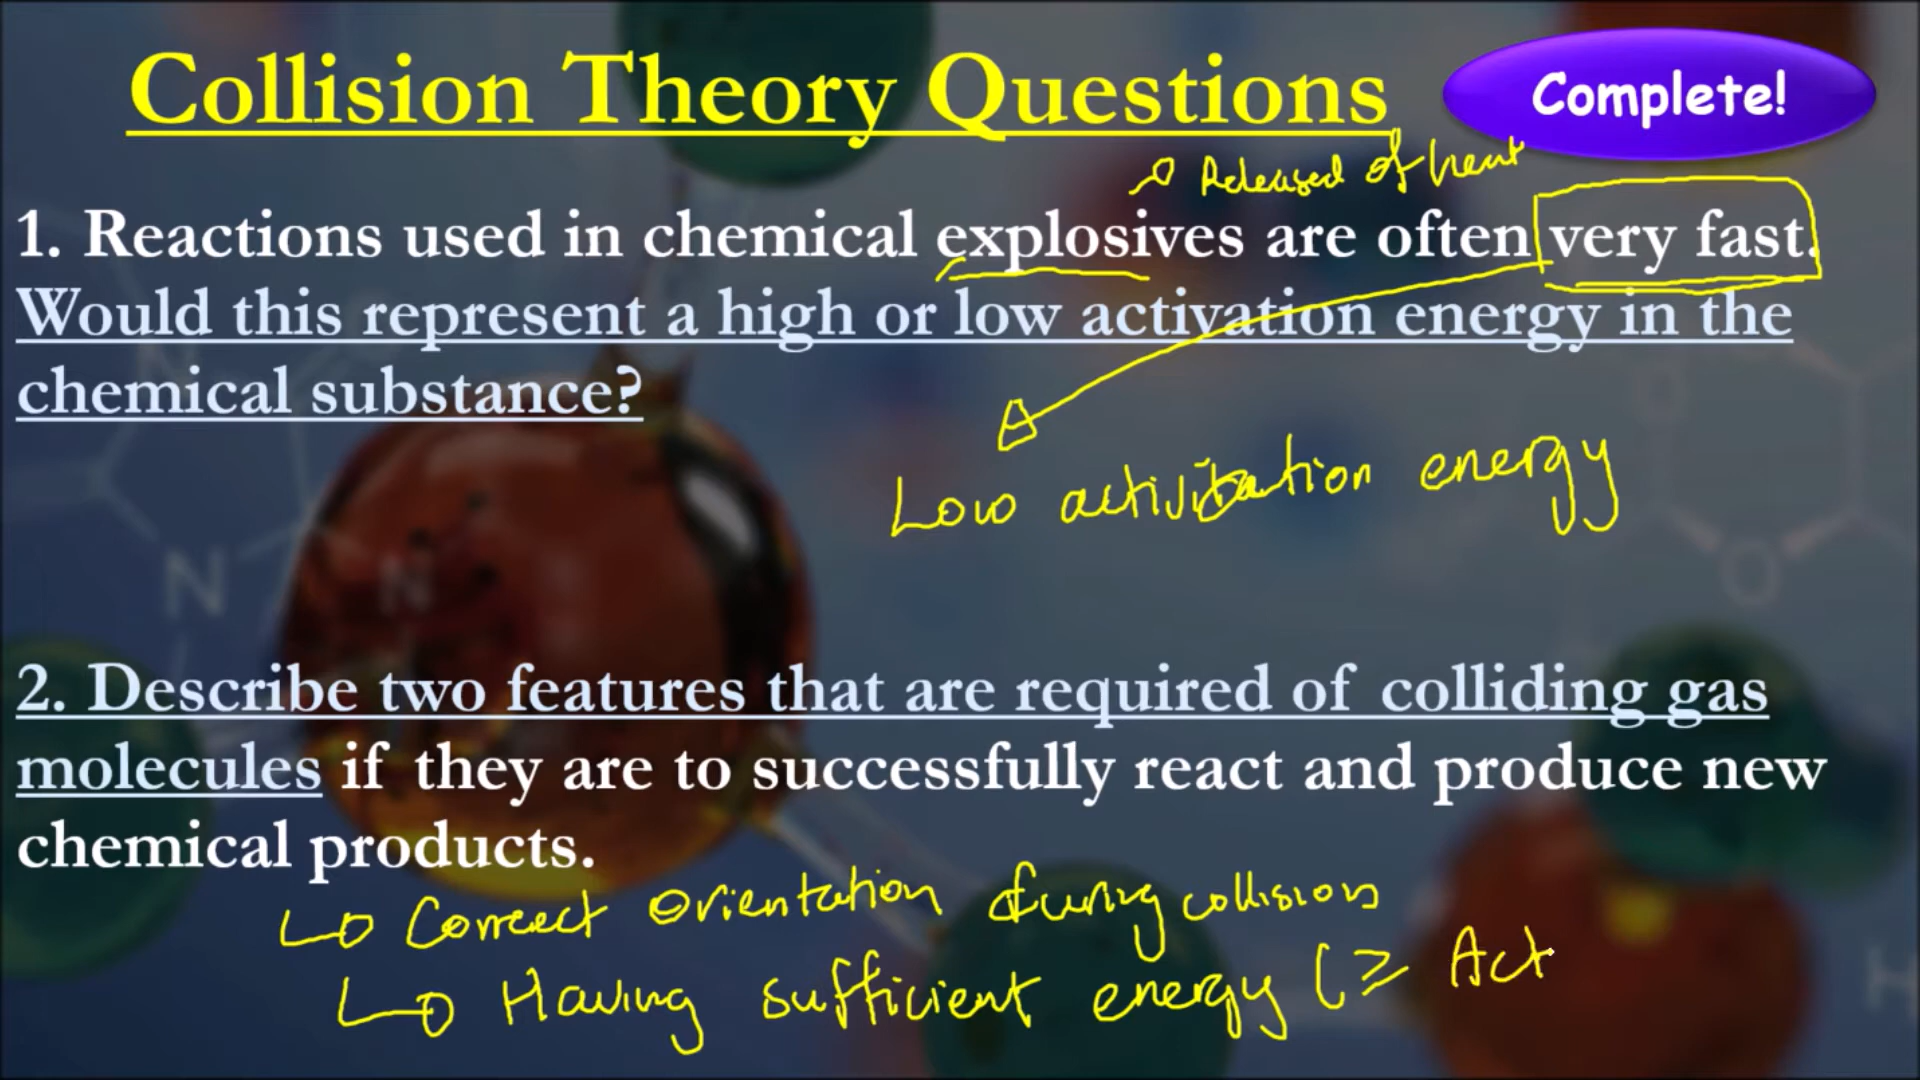 Collision Theory Questions
Complete!
Released of heat
1. Reactions used in chemical explosives are often very fast.
Would this represent a high or low activation energy in the
chemical substance?
Low activitation energy
2. Describe two features that are required of colliding gas
molecules if they are to successfully react and produce new
chemical products.
Correct orientation during collision
Having sufficient energy (≥ Act
N
N
O
H